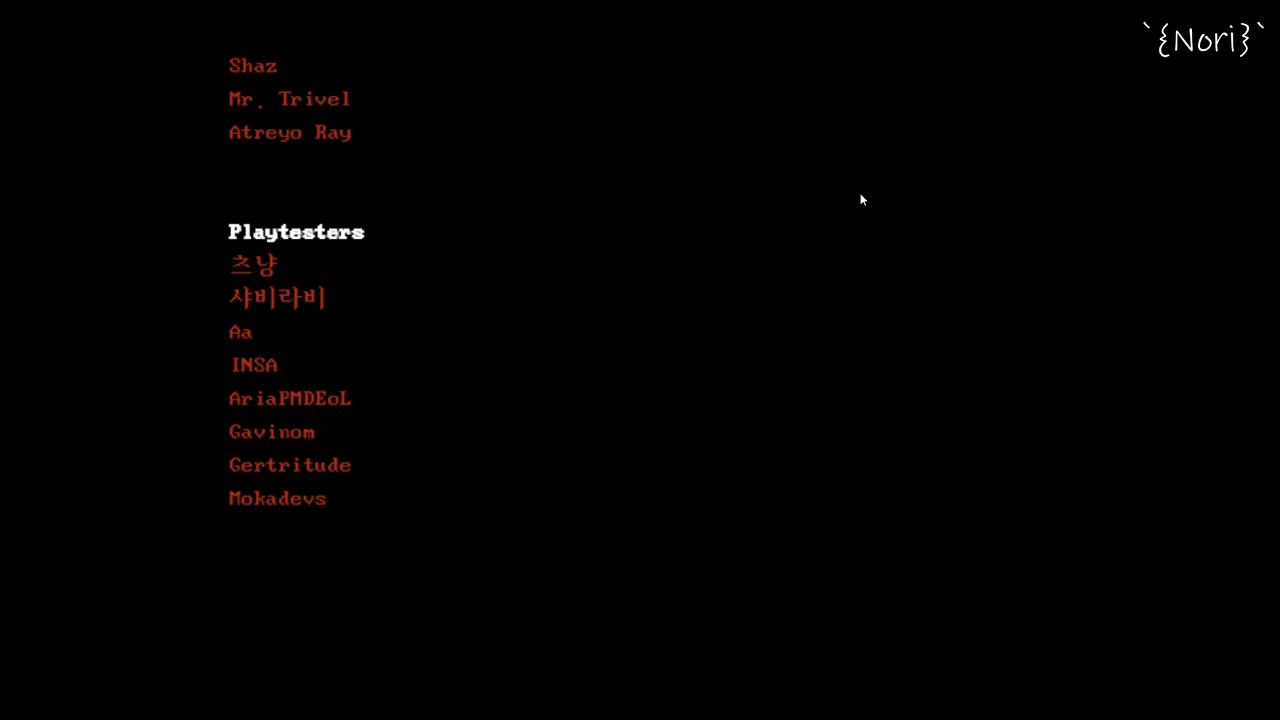 `{Nori}`
Shaz
Mr. Trivel
Atreyo Ray
Playtesters
츠냥
샤비라비
Aa
INSA
AriaPMDEoL
Gavinom
Gertritude
Mokadevs